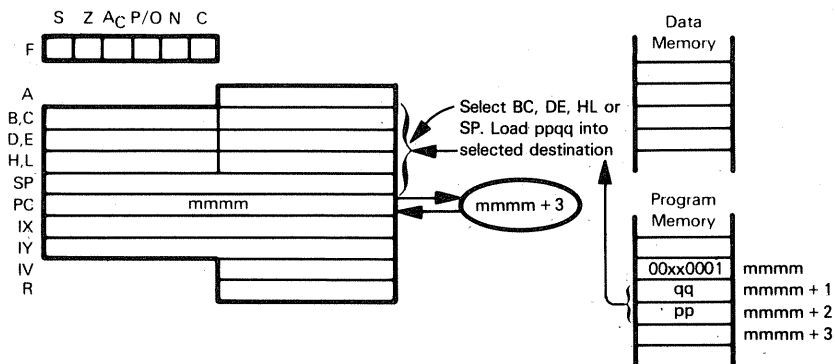 S Z AC P/O N C
F
A
B,C
D,E
H,L
SP
PC mmmm
IX
IY
IV
R
mmmm + 3
Select BC, DE, HL or
SP. Load ppqq into
selected destination
Data
Memory
Program
Memory
00xx0001 mmmm
qq mmmm + 1
pp mmmm + 2
mmmm + 3